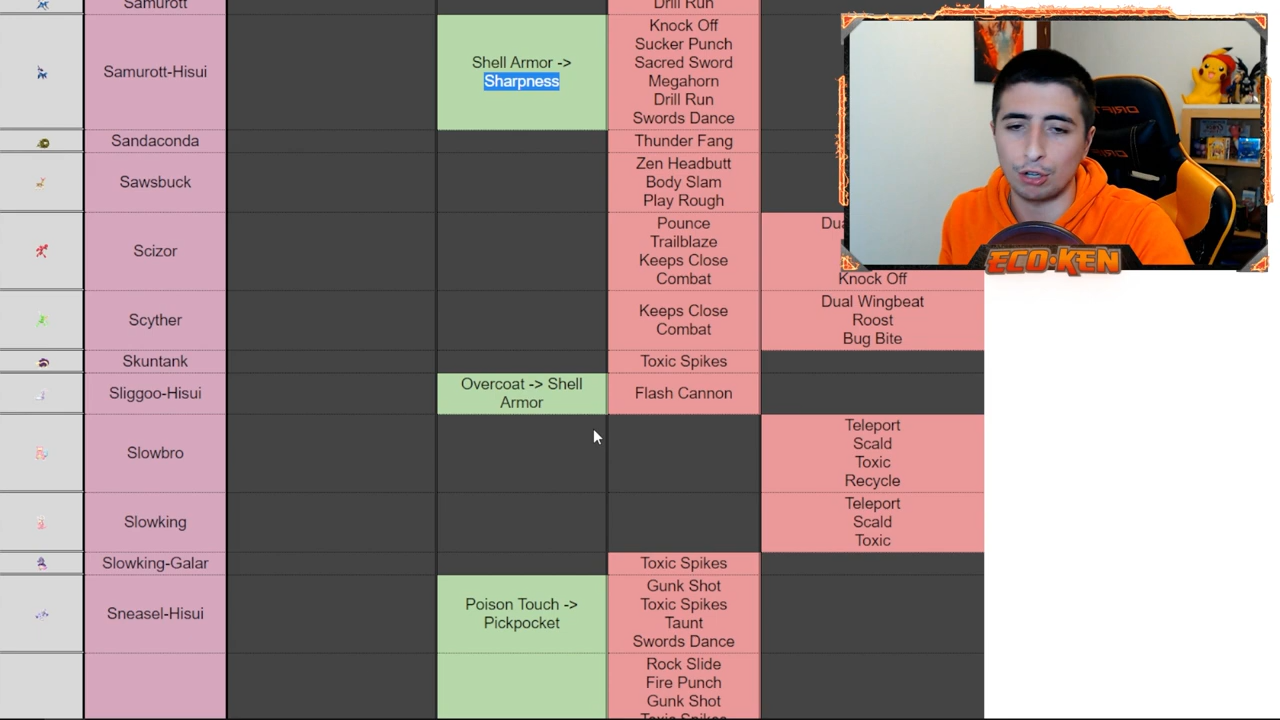 Samurott
Drill Run
Samurott-Hisui
Shell Armor ->
Sharpness
Knock Off
Sucker Punch
Sacred Sword
Megahorn
Drill Run
Swords Dance
Sandaconda
Thunder Fang
Sawsbuck
Zen Headbutt
Body Slam
Play Rough
Scizor
Pounce
Trailblaze
Keeps Close
Combat
Knock Off
Scyther
Keeps Close
Combat
Dual Wingbeat
Roost
Bug Bite
Skuntank
Toxic Spikes
Sliggoo-Hisui
Overcoat -> Shell
Armor
Flash Cannon
Slowbro
Teleport
Scald
Toxic
Recycle
Slowking
Teleport
Scald
Toxic
Slowking-Galar
Toxic Spikes
Sneasel-Hisui
Poison Touch ->
Pickpocket
Gunk Shot
Toxic Spikes
Taunt
Swords Dance
Rock Slide
Fire Punch
Gunk Shot
Toxic Spikes
DRIFT
ECO-KEN